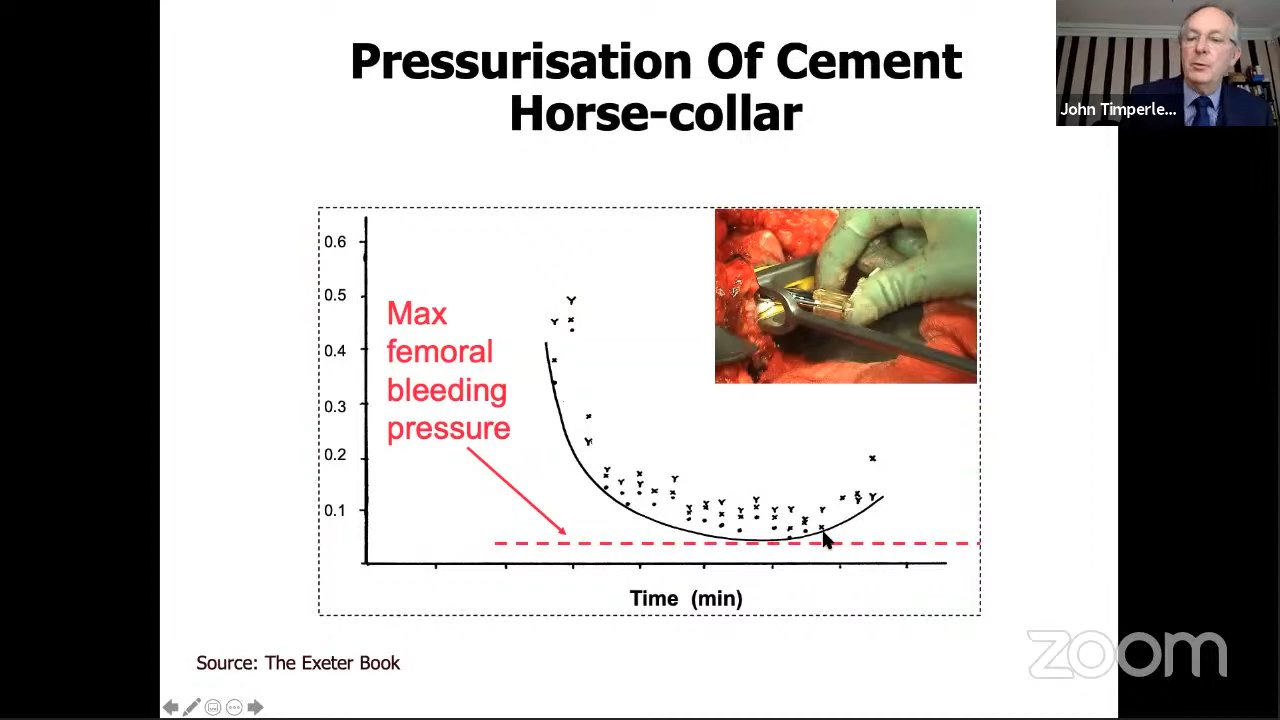 Pressurisation Of Cement
Horse-collar
John Timperle...
0.6
0.5
0.4
0.3
0.2
0.1
Max
femoral
bleeding
pressure
Time (min)
Source: The Exeter Book
zoom